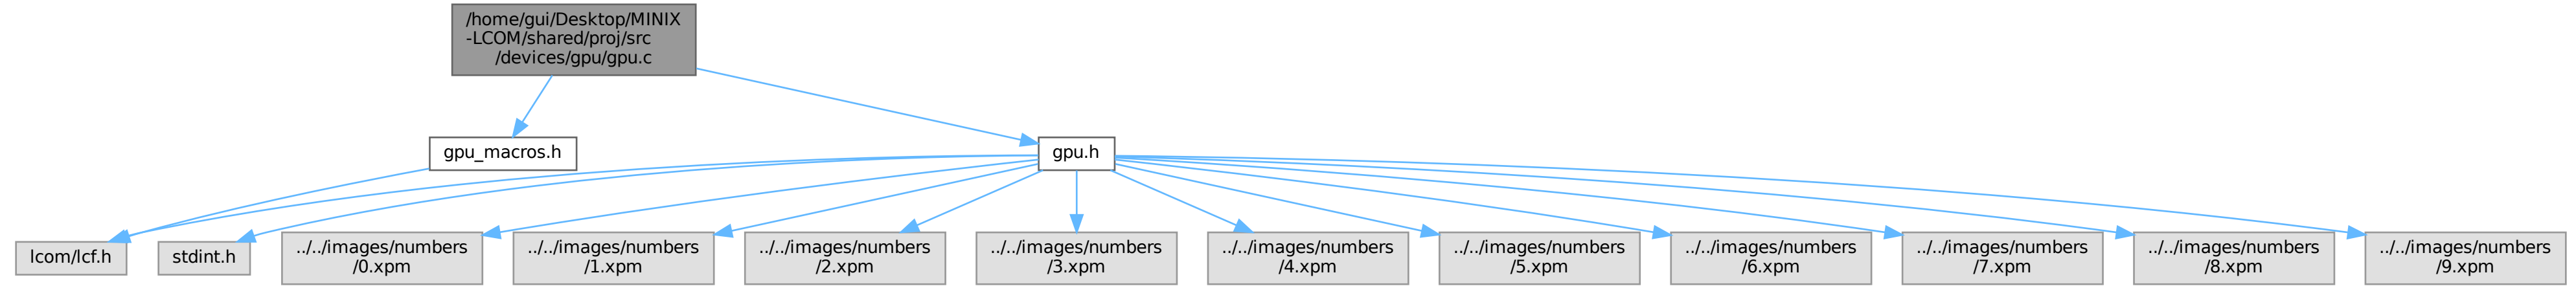 /home/gui/Desktop/MINIX
-LCOM/shared/proj/src
/devices/gpu/gpu.c
gpu_macros.h
gpu.h
lcom/lcf.h
stdint.h
../../images/numbers
/0.xpm
../../images/numbers
/1.xpm
../../images/numbers
/2.xpm
../../images/numbers
/3.xpm
../../images/numbers
/4.xpm
../../images/numbers
/5.xpm
../../images/numbers
/6.xpm
../../images/numbers
/7.xpm
../../images/numbers
/8.xpm
../../images/numbers
/9.xpm